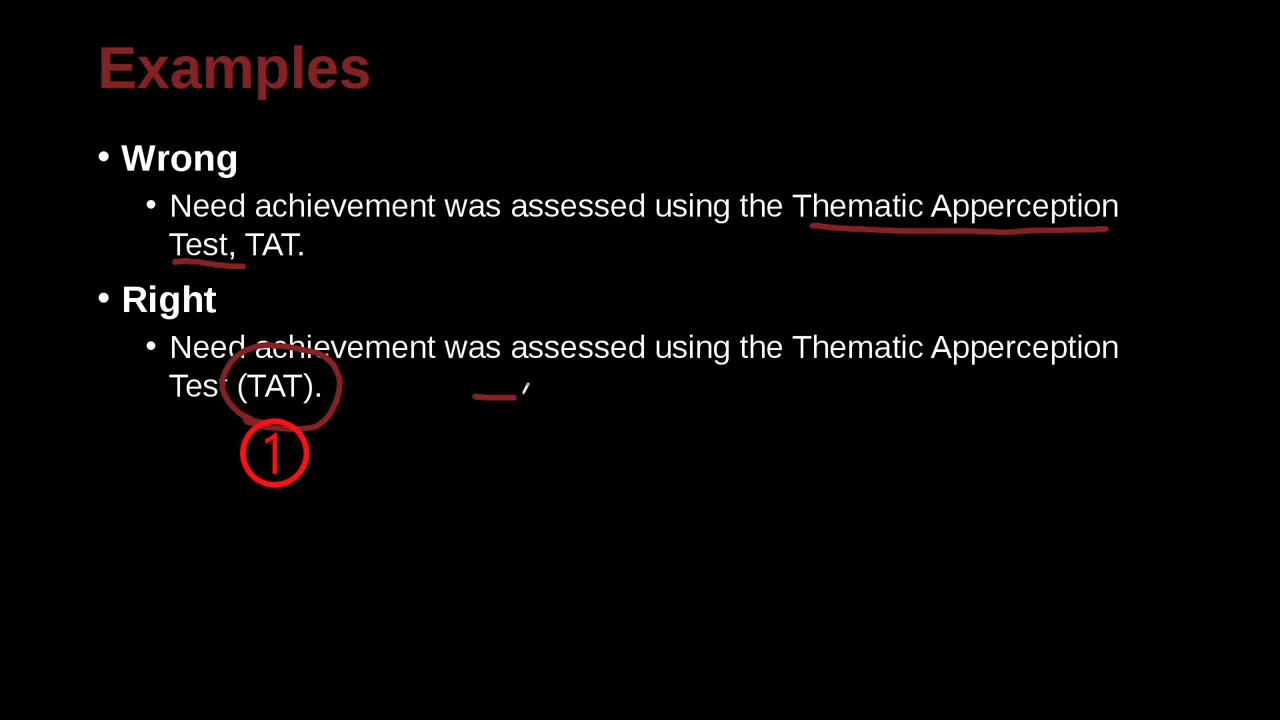 Examples
• Wrong
• Need achievement was assessed using the Thematic Apperception
Test, TAT.
• Right
• Need achievement was assessed using the Thematic Apperception
Test (TAT).
1